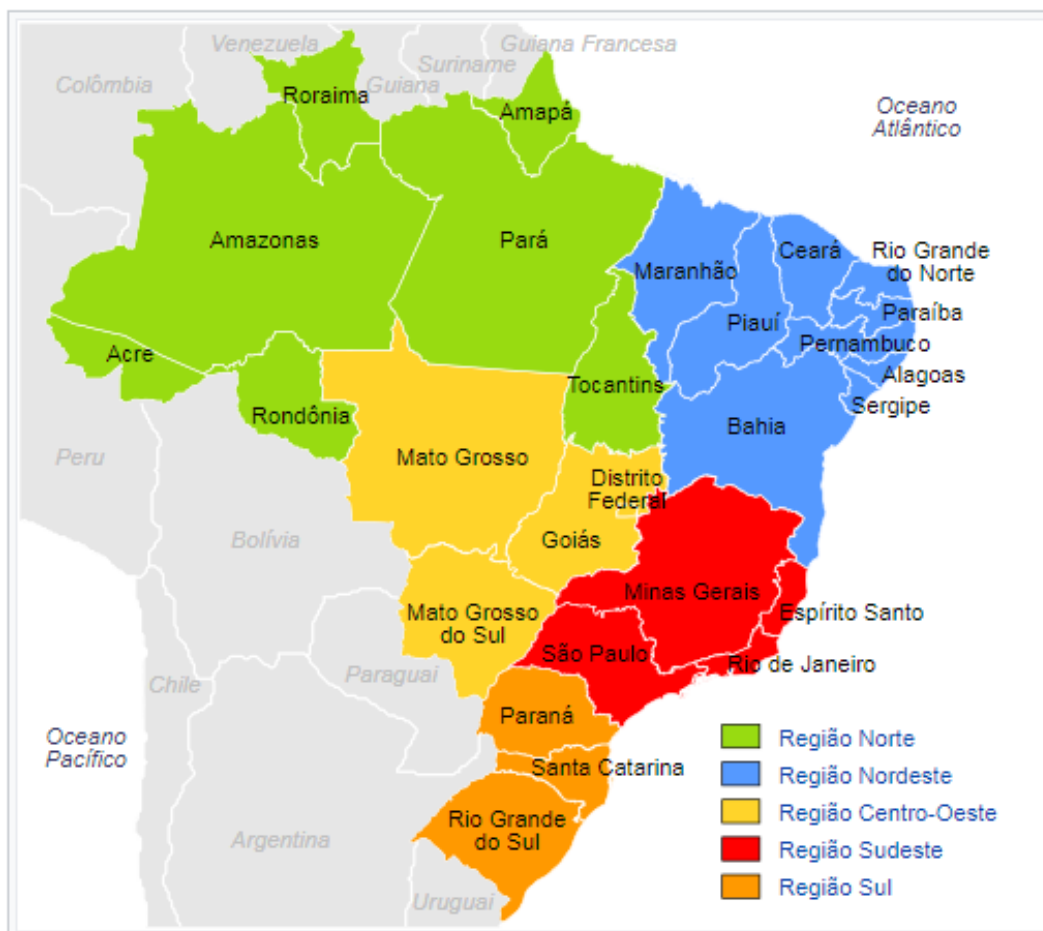 Venezuela
Guiana Francesa
Suriname
Colômbia
Guiana
Roraima
Amapá
Oceano
Atlântico
Amazonas
Pará
Maranhão
Ceará
Rio Grande
do Norte
Piauí
Paraíba
Pernambuco
Acre
Tocantins
Alagoas
Sergipe
Rondônia
Bahia
Peru
Mato Grosso
Distrito
Federal
Bolívia
Goiás
Minas Gerais
Espírito Santo
Mato Grosso
do Sul
São Paulo
Rio de Janeiro
Paraguai
Chile
Paraná
Oceano
Pacífico
Santa Catarina
Rio Grande
do Sul
Argentina
Uruguai
Região Norte
Região Nordeste
Região Centro-Oeste
Região Sudeste
Região Sul